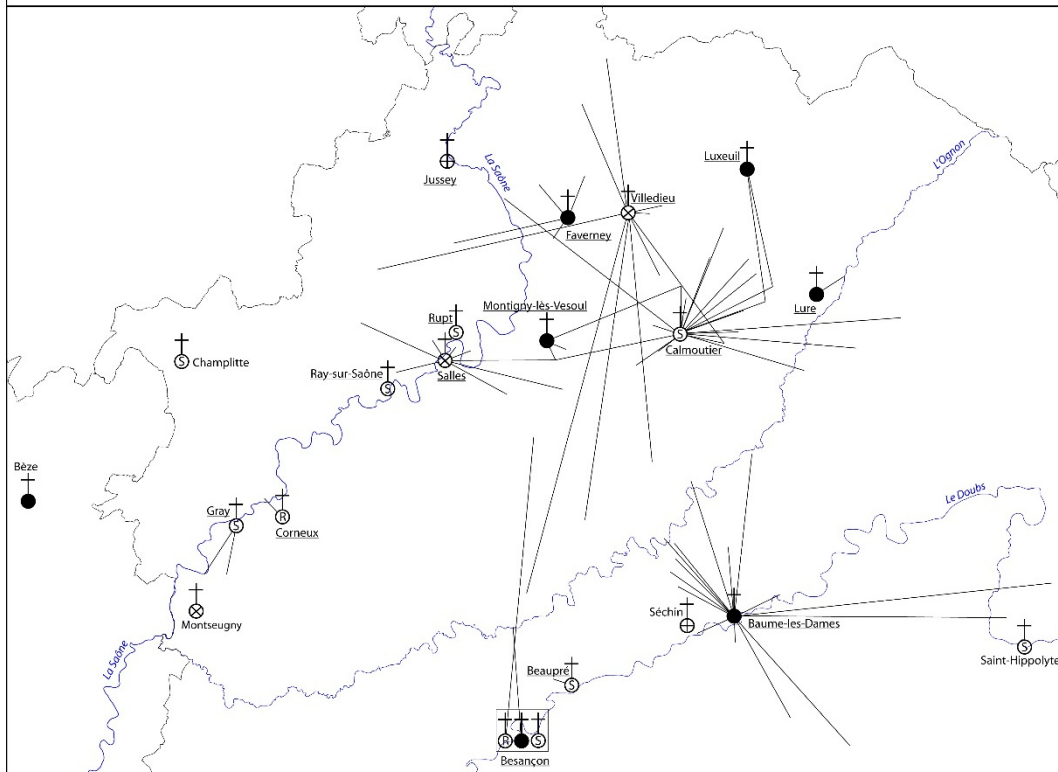 L'Ognon
Jussey
La Saône
Luxeuil
Villedieu
Faverney
Montigny-lès-Vesoul
Lure
Rupt
S
S
Calmoutier
S
Champlitte
Salles
Ray-sur-Saône
S
Bèze
Le Doubs
Gray
S
R
Corneux
Séchin
Baume-les-Dames
Montseugny
La Saône
S
Saint-Hippolyte
Beaupré
S
R
S
Besançon